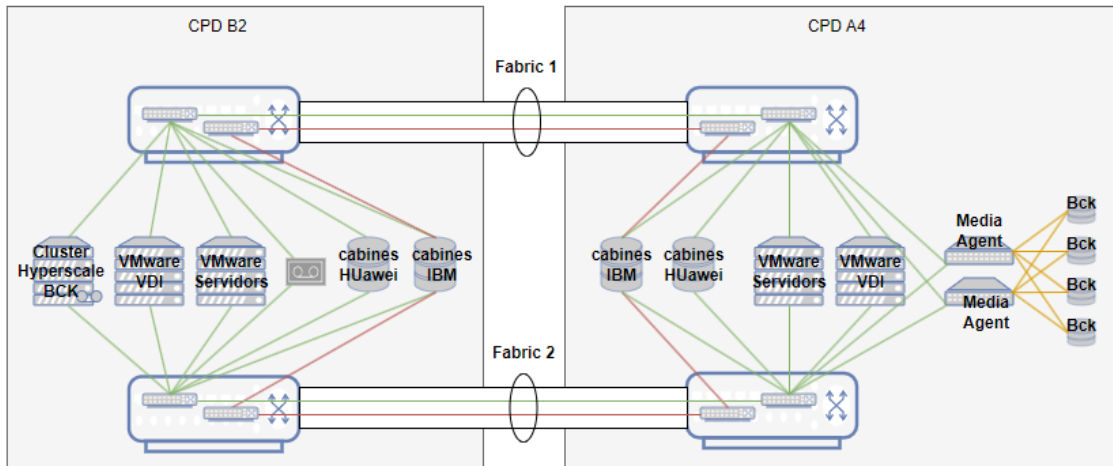 CPD B2
CPD A4
Fabric 1
Cluster
Hyperscale
BCK
VMware
VDI
VMware
Servidors
cabines
HUawei
cabines
IBM
cabines
IBM
cabines
HUawei
VMware
Servidors
VMware
VDI
Media
Agent
Media
Agent
Bck
Bck
Bck
Bck
Fabric 2